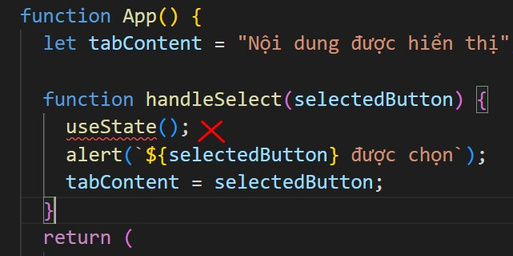 function App() {
let tabContent = "Nội dung được hiển thị"
function handleSelect(selectedButton) {
useState();
alert(`${selectedButton} được chọn`);
tabContent = selectedButton;
}
return (